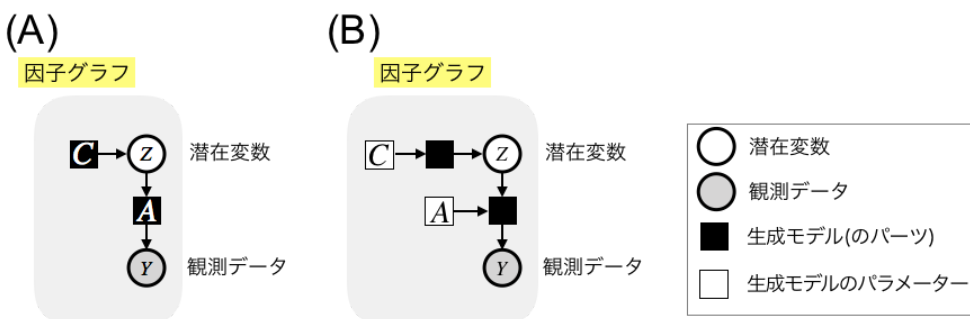 (A)
因子グラフ
C
Z
潜在変数
A
Y
観測データ
(B)
因子グラフ
C
Z
潜在変数
A
Y
観測データ
潜在変数
観測データ
生成モデル(のパーツ)
生成モデルのパラメーター